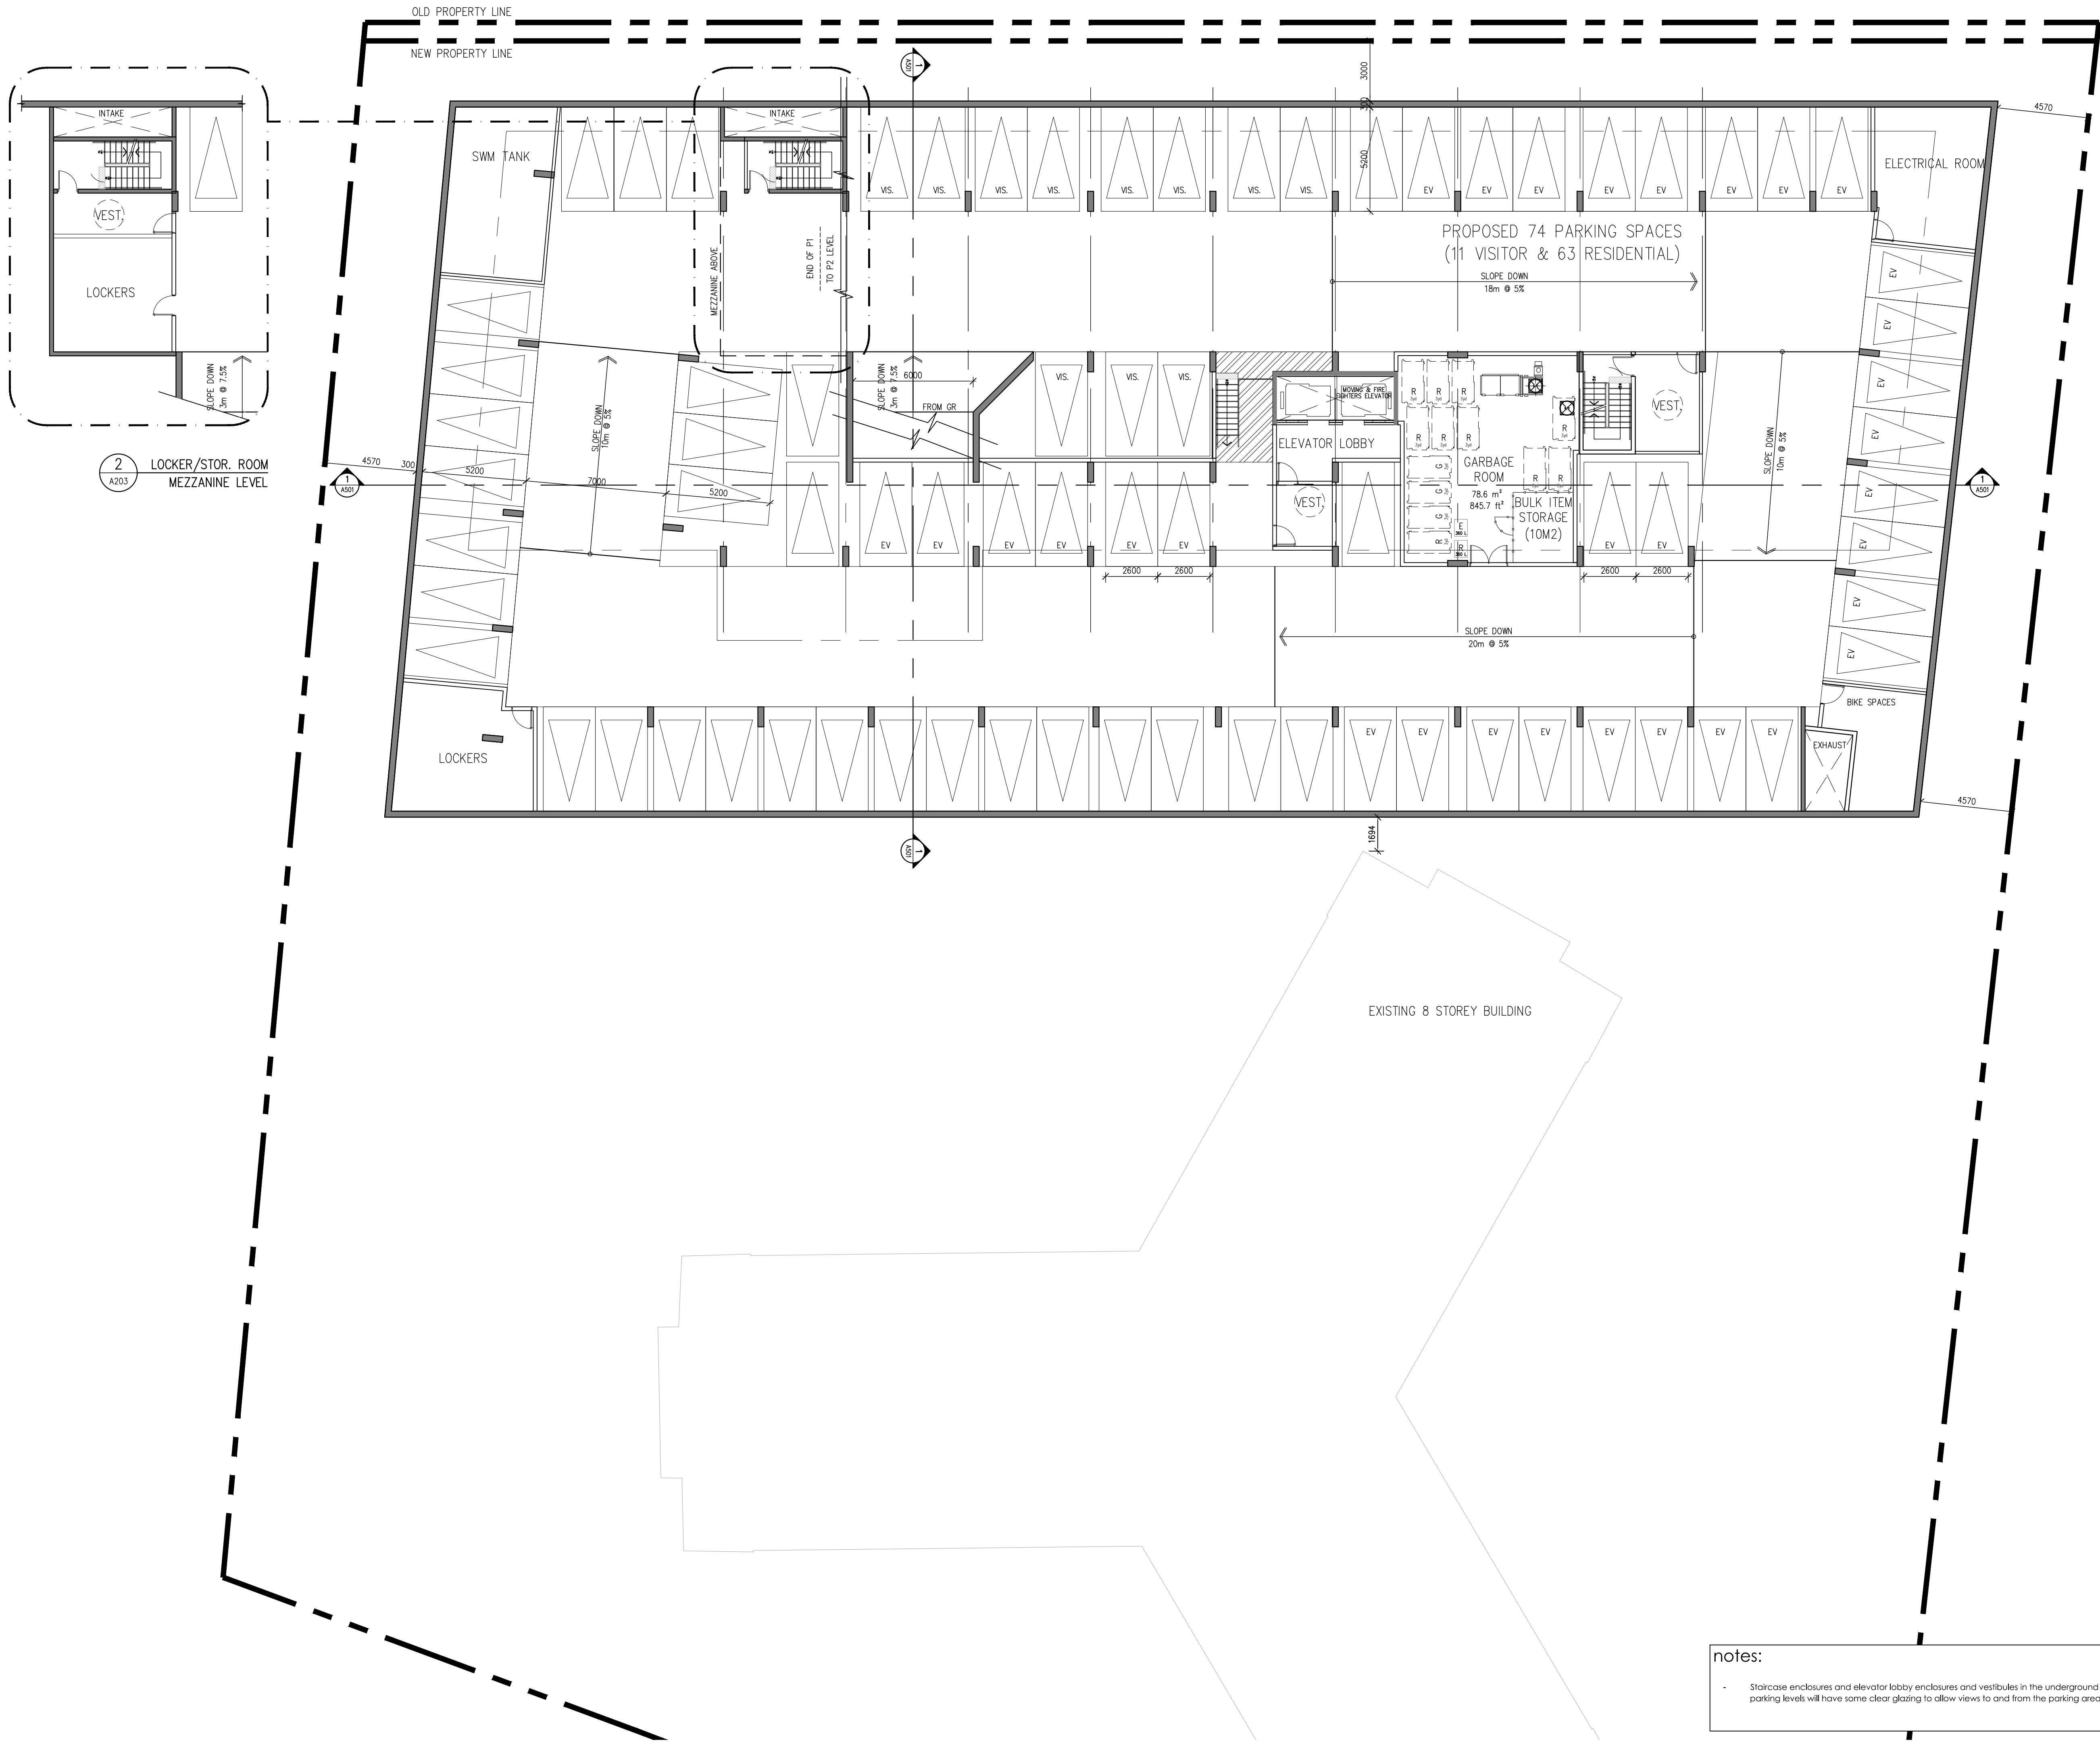 OLD PROPERTY LINE
NEW PROPERTY LINE
1
A501
3000
300
5200
4570
INTAKE
VEST.
LOCKERS
SLOPE DOWN
3m @ 7.5%
2
A203
LOCKER/STOR. ROOM
MEZZANINE LEVEL
SWM TANK
INTAKE
MEZZANINE ABOVE
END OF P1
TO P2 LEVEL
VIS.
VIS.
VIS.
VIS.
VIS.
VIS.
VIS.
VIS.
EV
EV
EV
EV
EV
EV
EV
EV
ELECTRICAL ROOM
PROPOSED 74 PARKING SPACES
(11 VISITOR & 63 RESIDENTIAL)
SLOPE DOWN
18m @ 5%
EV
EV
EV
EV
EV
EV
EV
EV
SLOPE DOWN
10m @ 5%
SLOPE DOWN
3m @ 7.5%
6000
FROM GR
VIS.
VIS.
VIS.
MOVING & FIRE
FIGHTERS ELEVATOR
ELEVATOR LOBBY
VEST.
R
R
R
R
R
R
R
R
R
G
G
G
R
E
360 L
R
360 L
GARBAGE
ROOM
78.6 m²
845.7 ft²
BULK ITEM
STORAGE
(10M2)
VEST.
SLOPE DOWN
10m @ 5%
1
A501
4570
300
5200
7000
5200
1
A501
EV
EV
EV
EV
EV
EV
EV
EV
2600
2600
2600
2600
SLOPE DOWN
20m @ 5%
BIKE SPACES
EXHAUST
LOCKERS
EV
EV
EV
EV
EV
EV
EV
EV
4570
1694
1
A501
EXISTING 8 STOREY BUILDING
notes:
- Staircase enclosures and elevator lobby enclosures and vestibules in the underground
parking levels will have some clear glazing to allow views to and from the parking area